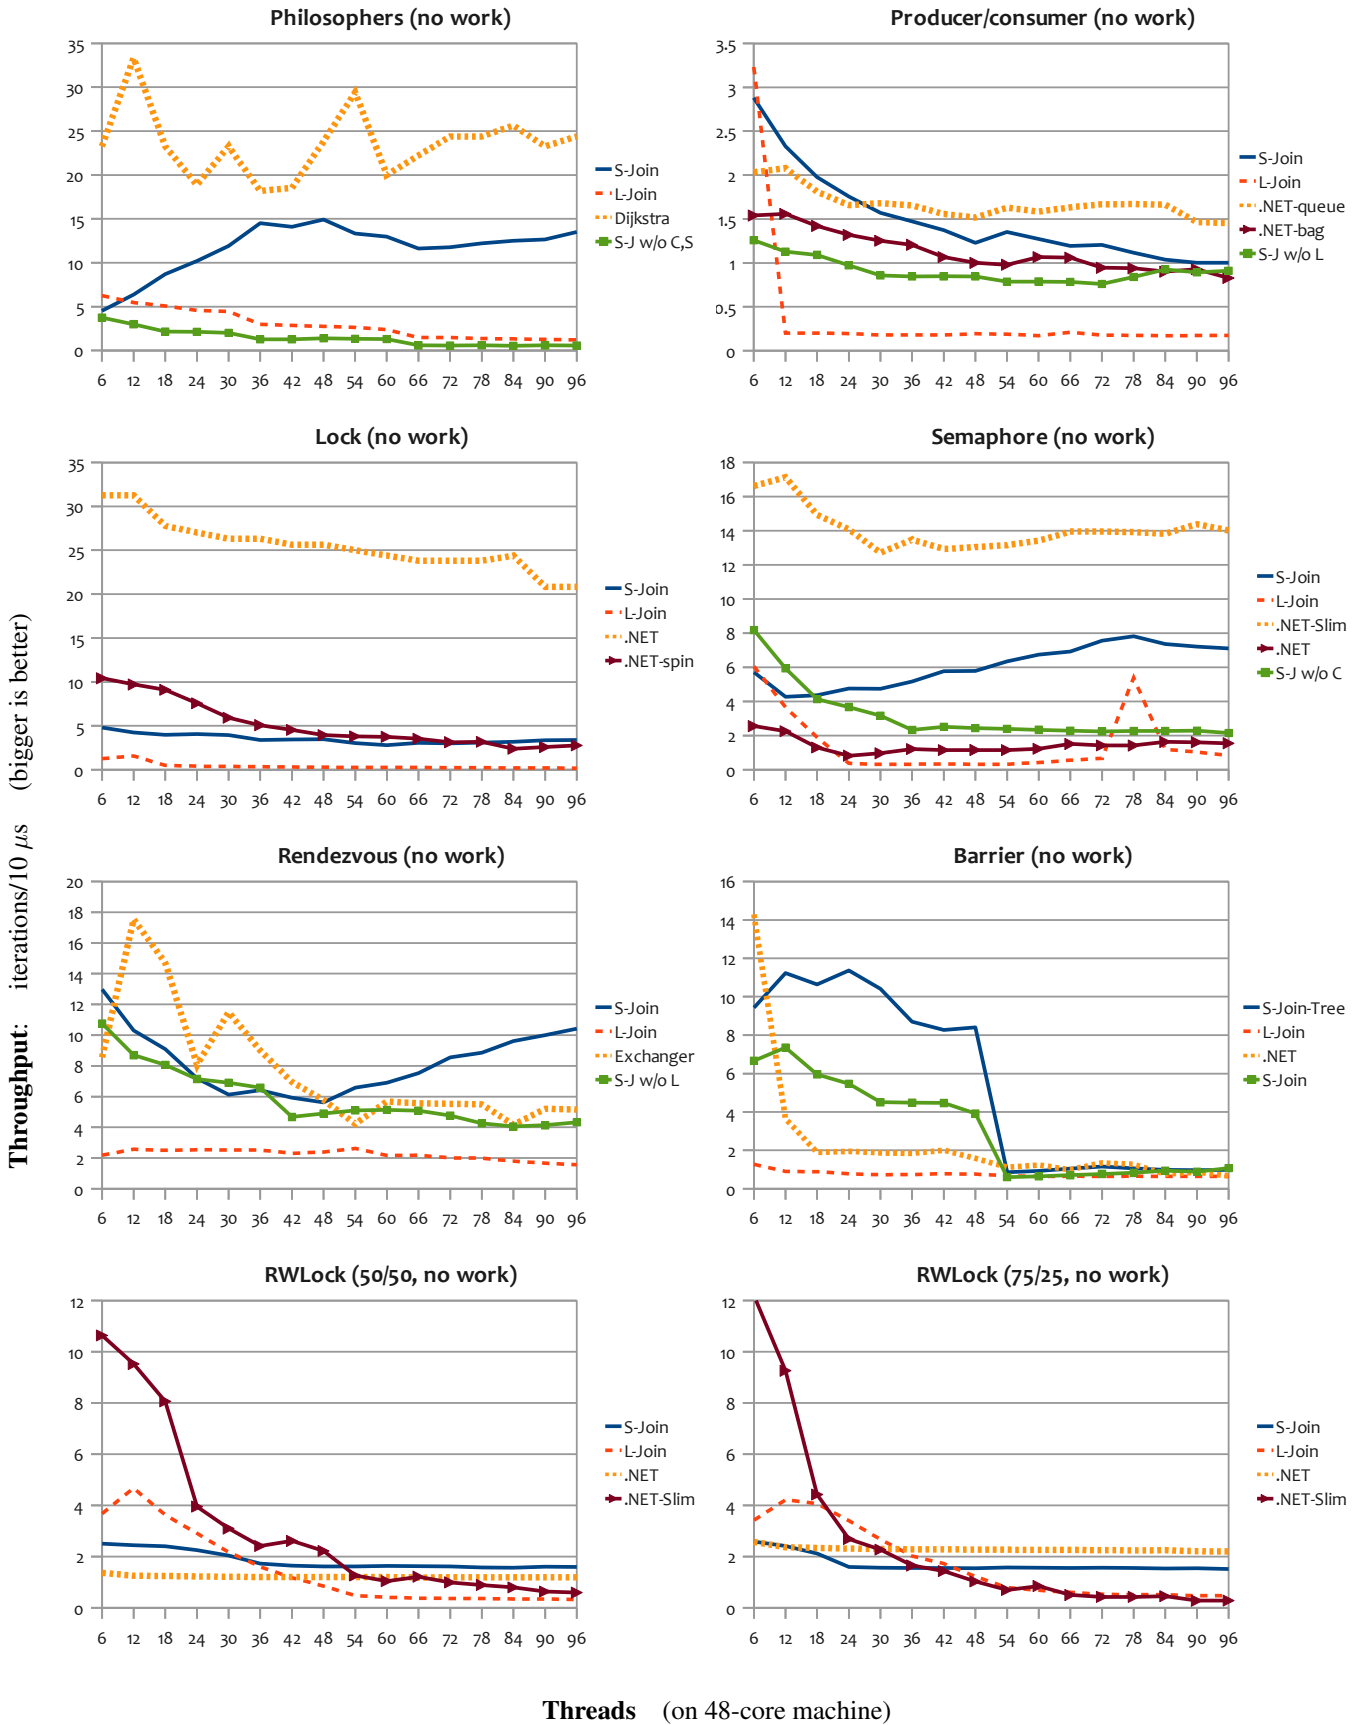 Philosophers (no work)
35
30
25
20
15
10
5
0
6 12 18 24 30 36 42 48 54 60 66 72 78 84 90 96
S-Join
L-Join
Dijkstra
S-J w/o C,S
Producer/consumer (no work)
3.5
3
2.5
2
1.5
1
0.5
0
6 12 18 24 30 36 42 48 54 60 66 72 78 84 90 96
S-Join
L-Join
.NET-queue
.NET-bag
S-J w/o L
Lock (no work)
35
30
25
20
15
10
5
0
6 12 18 24 30 36 42 48 54 60 66 72 78 84 90 96
S-Join
L-Join
.NET
.NET-spin
Semaphore (no work)
18
16
14
12
10
8
6
4
2
0
6 12 18 24 30 36 42 48 54 60 66 72 78 84 90 96
S-Join
L-Join
.NET-Slim
.NET
S-J w/o C
Throughput: iterations/10 μs (bigger is better)
Rendezvous (no work)
20
18
16
14
12
10
8
6
4
2
0
6 12 18 24 30 36 42 48 54 60 66 72 78 84 90 96
S-Join
L-Join
Exchanger
S-J w/o L
Barrier (no work)
16
14
12
10
8
6
4
2
0
6 12 18 24 30 36 42 48 54 60 66 72 78 84 90 96
S-Join-Tree
L-Join
.NET
S-Join
RWLock (50/50, no work)
12
10
8
6
4
2
0
6 12 18 24 30 36 42 48 54 60 66 72 78 84 90 96
S-Join
L-Join
.NET
.NET-Slim
RWLock (75/25, no work)
12
10
8
6
4
2
0
6 12 18 24 30 36 42 48 54 60 66 72 78 84 90 96
S-Join
L-Join
.NET
.NET-Slim
Threads (on 48-core machine)